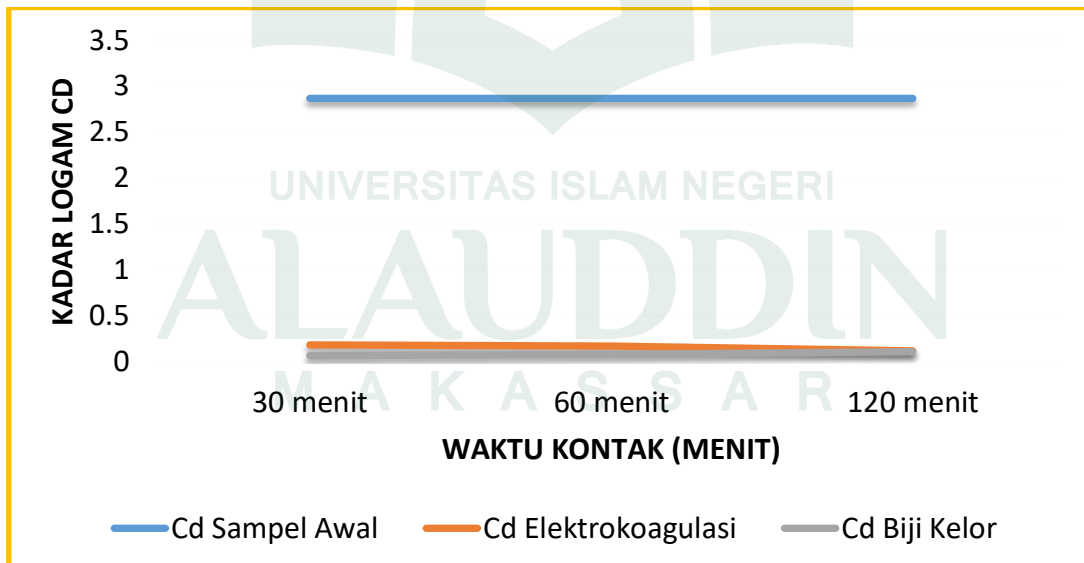 3.5
3
2.5
2
1.5
1
0.5
0
KADAR LOGAM CD
30 menit 60 menit 120 menit
WAKTU KONTAK (MENIT)
Cd Sampel Awal Cd Elektrokoagulasi Cd Biji Kelor
UNIVERSITAS ISLAM NEGERI
ALAUDDIN
MAKASSAR